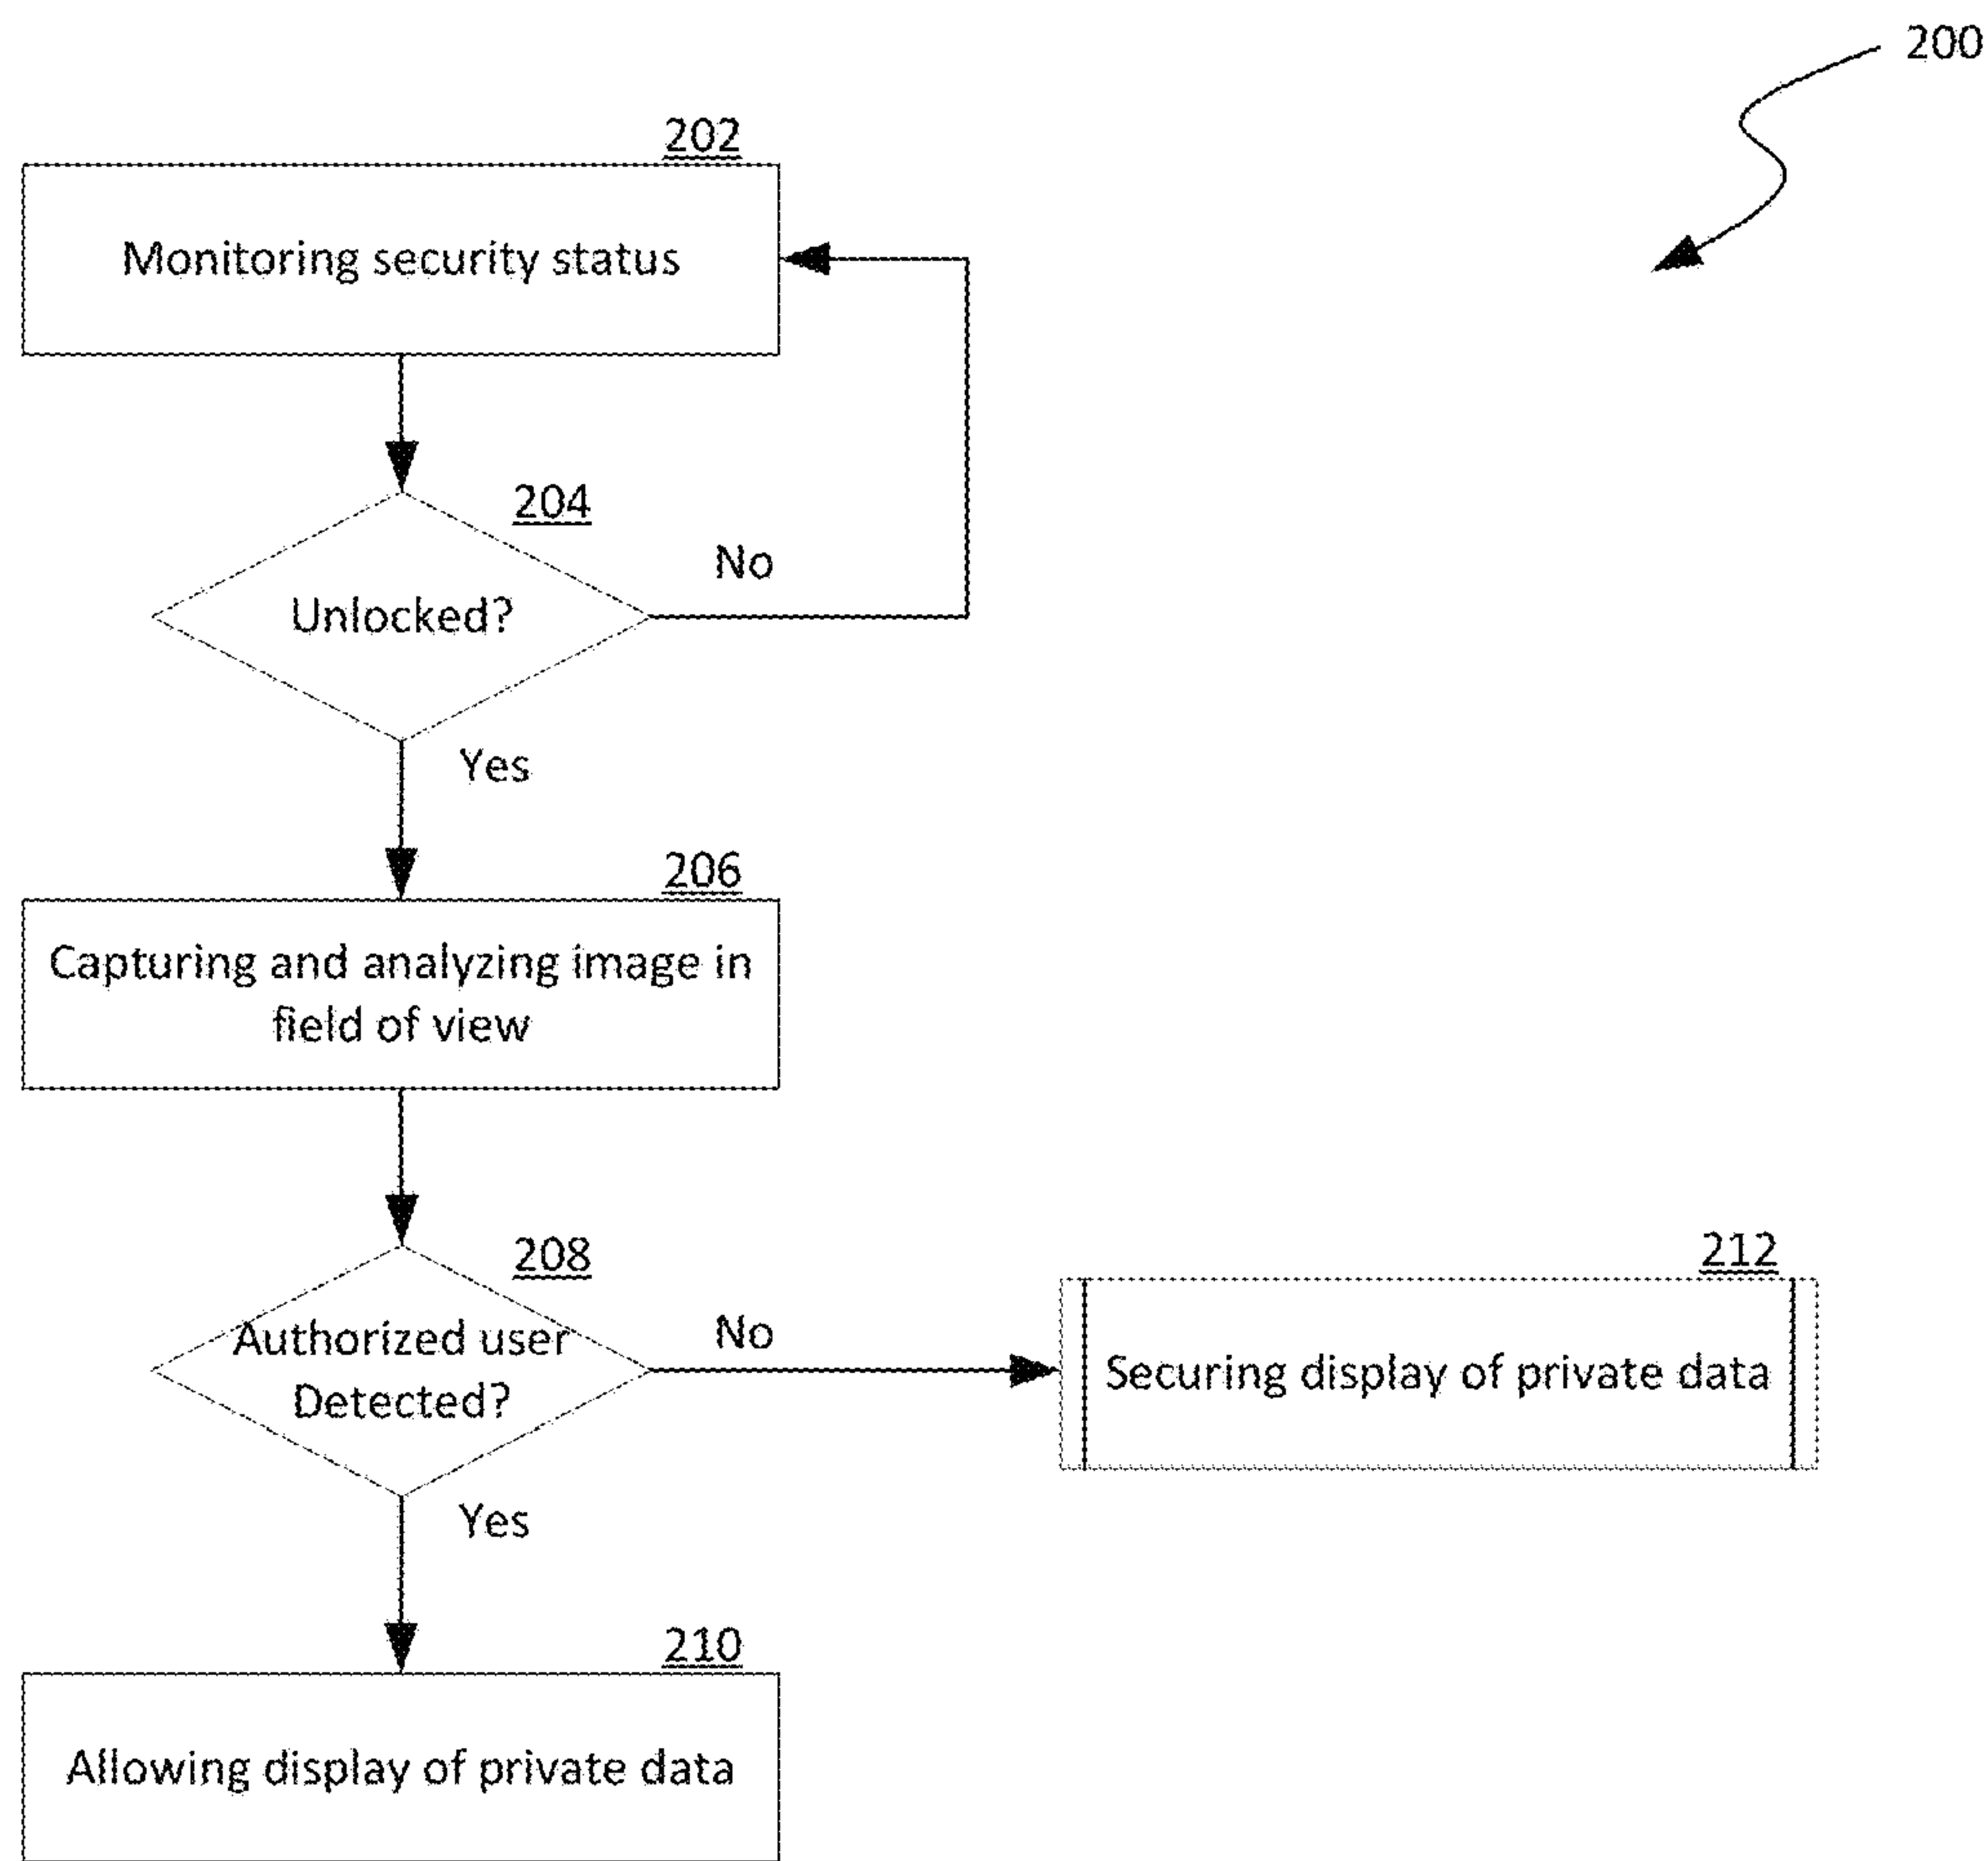 200
202
Monitoring security status
204
No
Unlocked?
Yes
206
Capturing and analyzing image in
field of view
208
Authorized user
Detected?
No
212
Securing display of private data
Yes
210
Allowing display of private data